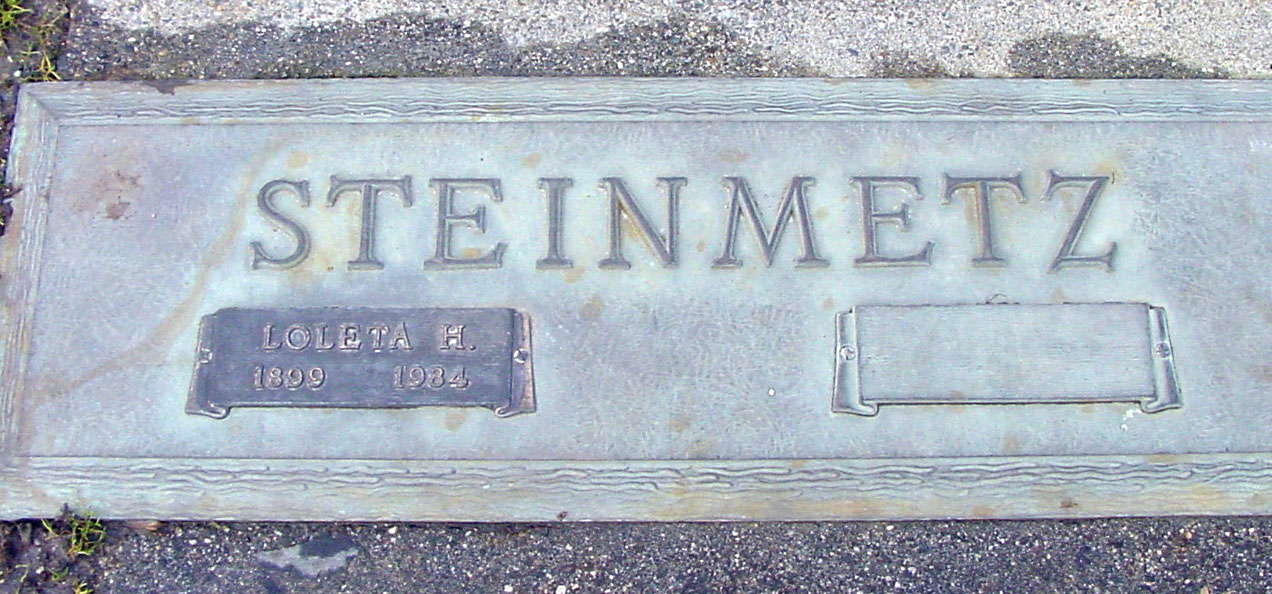 STEINMETZ
LOLETA H.
1899 1984